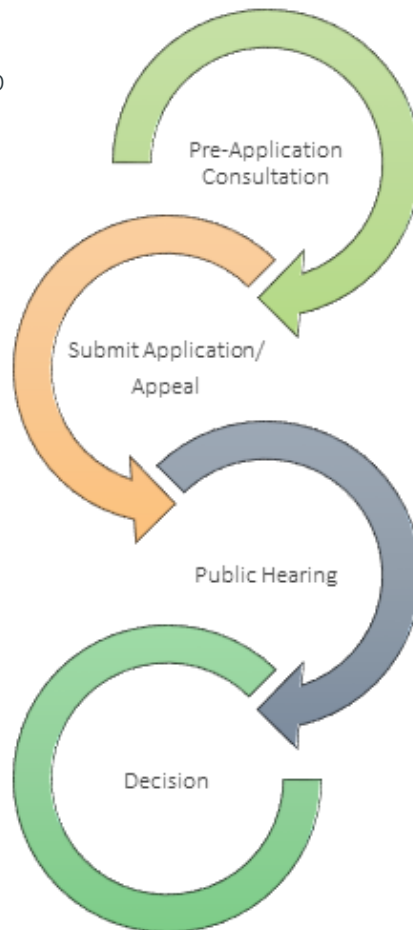 Pre-Application
Consultation
Submit Application/
Appeal
Public Hearing
Decision